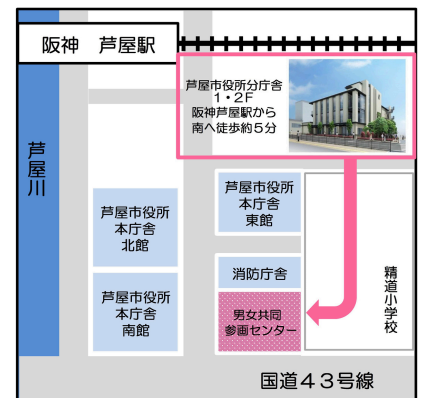 阪神 芦屋駅
芦屋市役所分庁舎
1・2F
阪神芦屋駅から
南へ徒歩約5分
芦屋川
芦屋市役所
本庁舎
北館
芦屋市役所
本庁舎
東館
芦屋市役所
本庁舎
南館
消防庁舎
男女共同
参画センター
精道小学校
国道43号線